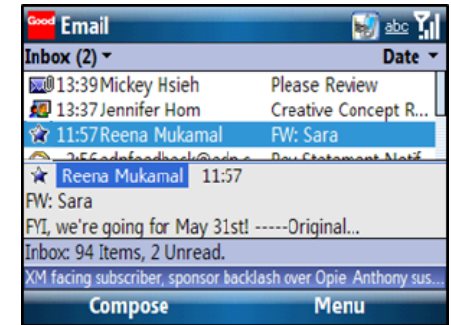 Good Email abc
Inbox (2) Date
13:39 Mickey Hsieh Please Review
13:37 Jennifer Hom Creative Concept R...
11:57 Reena Mukamal FW: Sara
Reena Mukamal 11:57
FW: Sara
FYI, we're going for May 31st! -----Original...
Inbox: 94 Items, 2 Unread.
XM facing subscriber, sponsor backlash over Opie Anthony sus...
Compose Menu